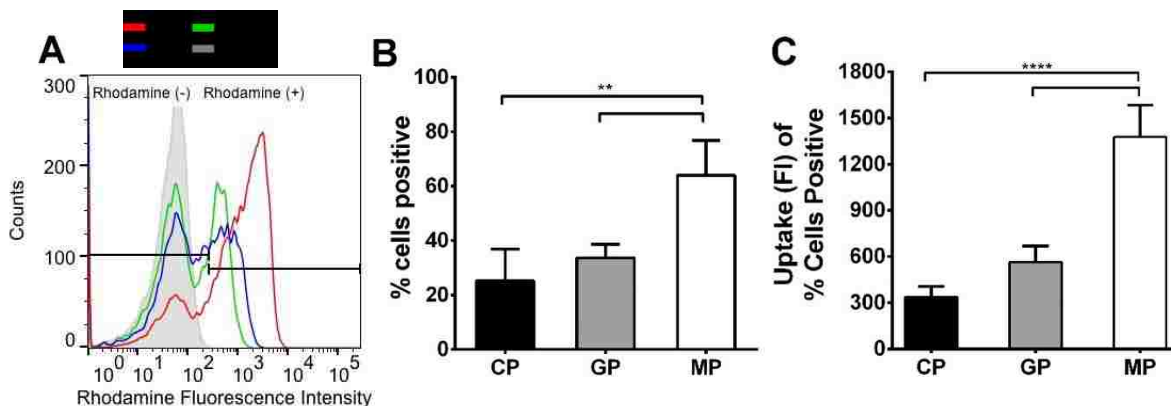 A
Rhodamine (-) Rhodamine (+)
300
200
100
0
Counts
10^0 10^1 10^2 10^3 10^4 10^5
Rhodamine Fluorescence Intensity
B
**
100
80
60
40
20
0
% cells positive
CP GP MP
C
****
1800
1500
1200
900
600
300
0
Uptake (FI) of
% Cells Positive
CP GP MP